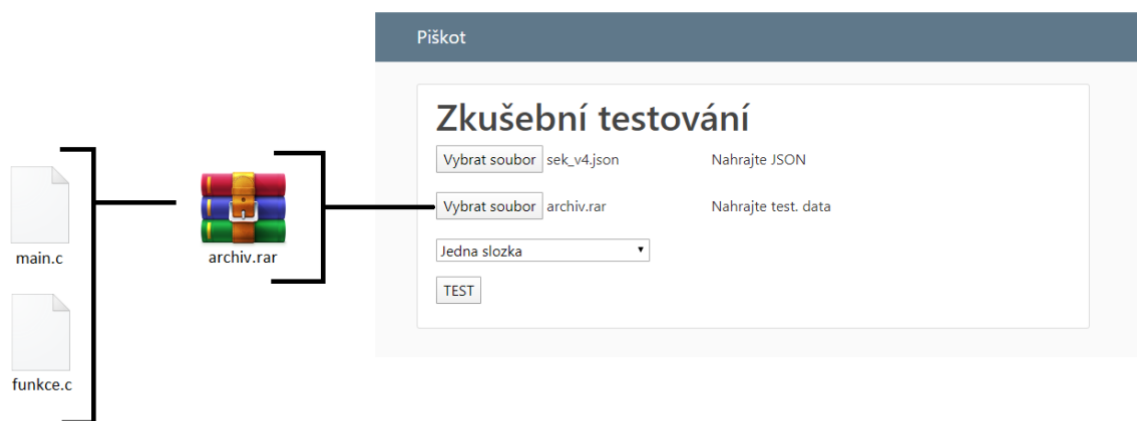 Piškot
Zkušební testování
Vybrat soubor sek_v4.json Nahrajte JSON
Vybrat soubor archiv.rar Nahrajte test. data
Jedna slozka
TEST
main.c
archiv.rar
funkce.c